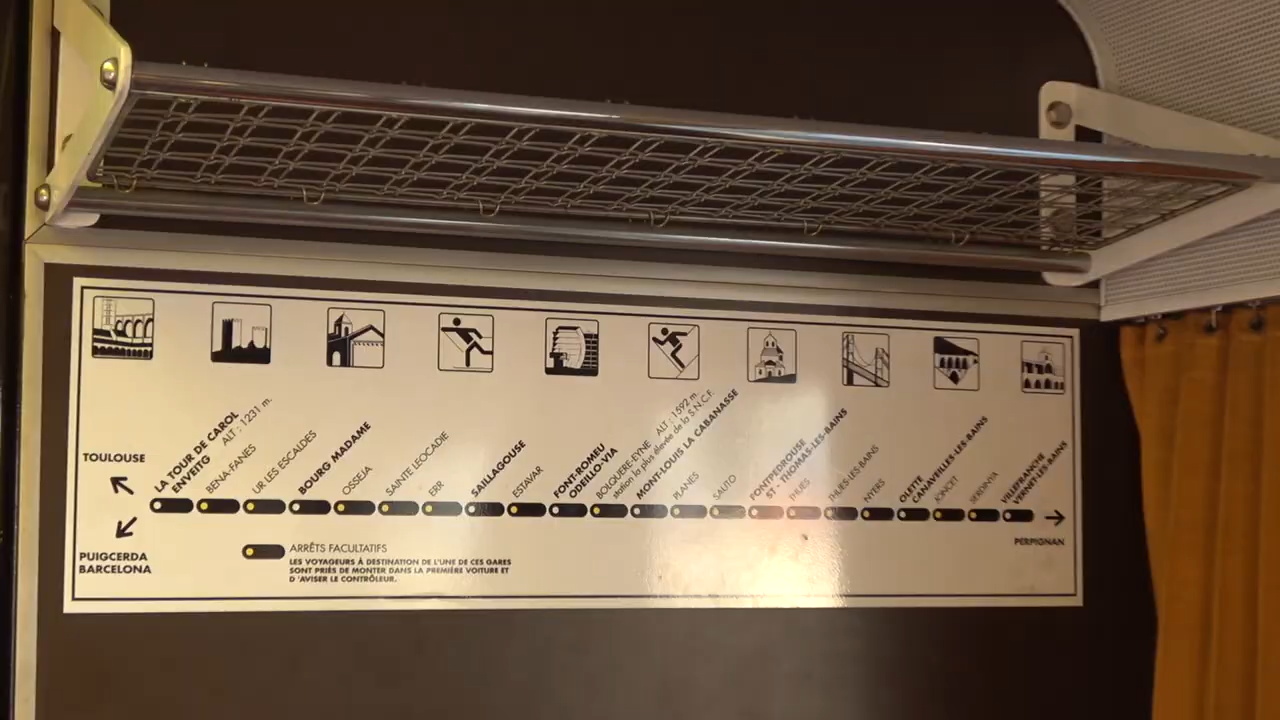 TOULOUSE
PUIGCERDA
BARCELONA
LA TOUR DE CAROL
ENVEITG ALT : 1231 m.
BENA-FANES
UR LES ESCALDES
BOURG MADAME
OSSEJA
SAINTE LEOCADIE
ERR
SAILLAGOUSE
ESTAVAR
FONT-ROMEU
ODEILLO-VIA
BOLQUERE-EYNE ALT : 1592 m.
station la plus élevée de la S.N.C.F.
MONT-LOUIS LA CABANASSE
PLANES
SAUTO
FONTPEDROUSE
ST - THOMAS-LES-BAINS
THUES
THUES-LES-BAINS
NYERS
OLETTE
CANAVEILLES-LES-BAINS
JONCET
SERDINYA
VILLEFRANCHE
VERNET-LES-BAINS
PERPIGNAN
ARRÊTS FACULTATIFS
LES VOYAGEURS À DESTINATION DE L'UNE DE CES GARES
SONT PRIÉS DE MONTER DANS LA PREMIÈRE VOITURE ET
D 'AVISER LE CONTRÔLEUR.